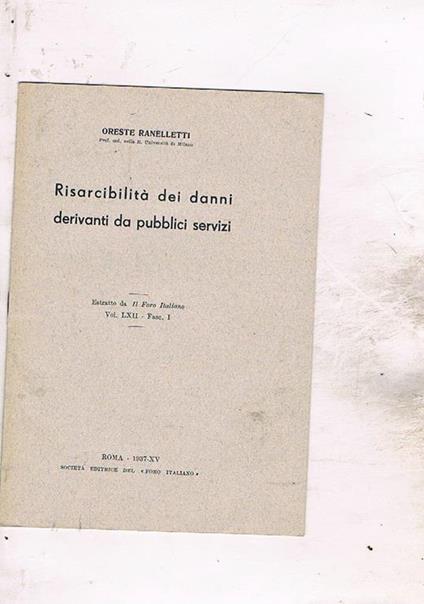 ORESTE RANELLETTI
Prof. ord. nella R. Università di Milano
Risarcibilità dei danni
derivanti da pubblici servizi
Estratto da Il Foro Italiano
Vol. LXII - Fasc. I
ROMA - 1937-XV
SOCIETÀ EDITRICE DEL «FORO ITALIANO»